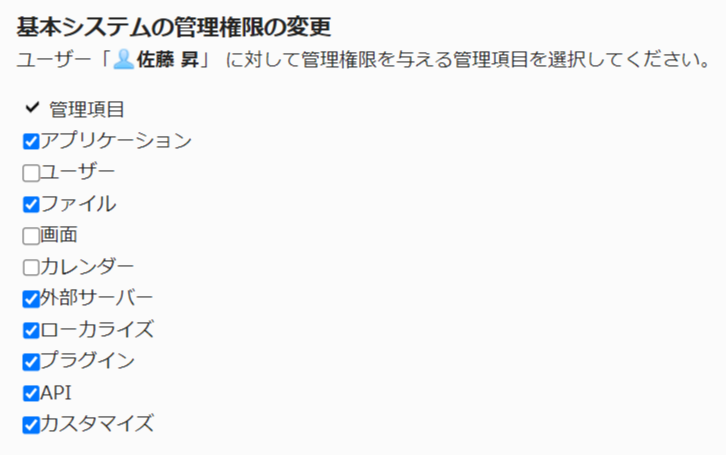 基本システムの管理権限の変更
ユーザー「佐藤 昇」 に対して管理権限を与える管理項目を選択してください。
管理項目
アプリケーション
ユーザー
ファイル
画面
カレンダー
外部サーバー
ローカライズ
プラグイン
API
カスタマイズ